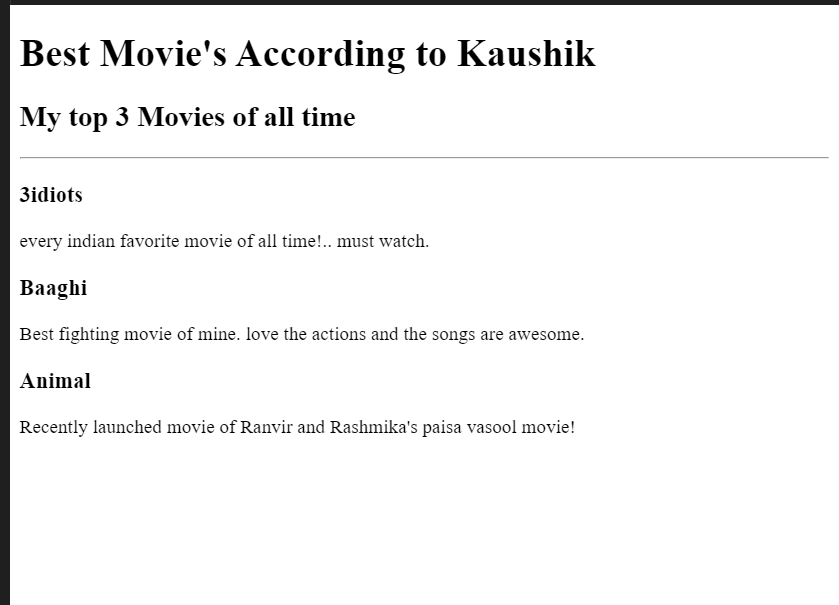 Best Movie's According to Kaushik
My top 3 Movies of all time
3idiots
every indian favorite movie of all time!.. must watch.
Baaghi
Best fighting movie of mine. love the actions and the songs are awesome.
Animal
Recently launched movie of Ranvir and Rashmika's paisa vasool movie!